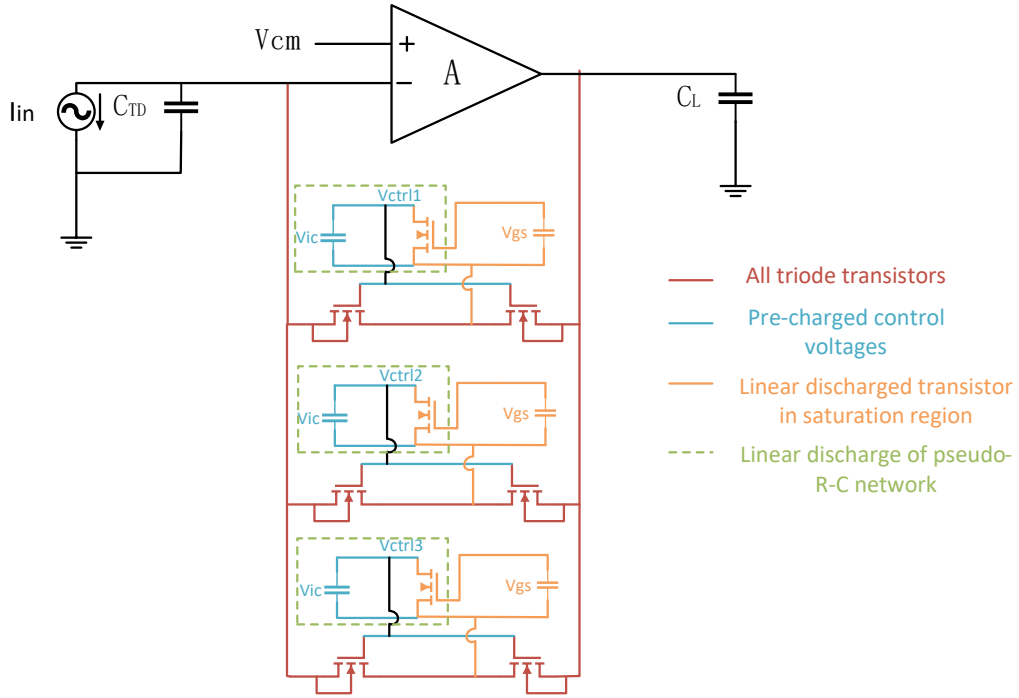 Vcm
+
−
A
Iin
CTD
CL
Vctrl1
Vic
Vgs
Vctrl2
Vic
Vgs
Vctrl3
Vic
Vgs
All triode transistors
Pre-charged control
voltages
Linear discharged transistor
in saturation region
Linear discharge of pseudo-
R-C network